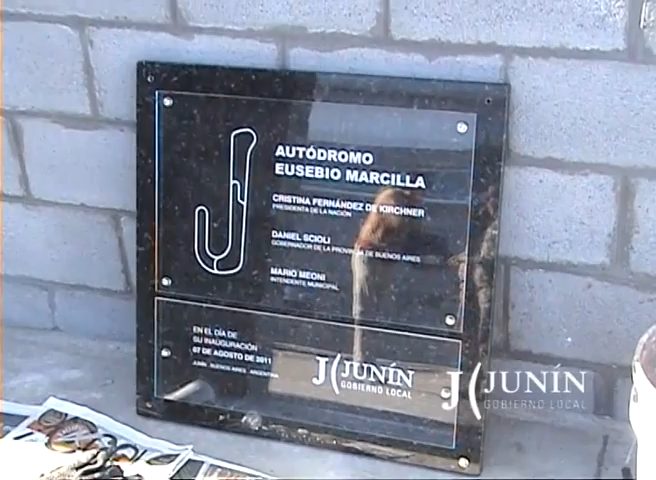 AUTÓDROMO
EUSEBIO MARCILLA
CRISTINA FERNÁNDEZ DE KIRCHNER
PRESIDENTA DE LA NACIÓN
DANIEL SCIOLI
GOBERNADOR DE LA PROVINCIA DE BUENOS AIRES
MARIO MEONI
INTENDENTE MUNICIPAL
EN EL DÍA DE
SU INAUGURACIÓN
07 DE AGOSTO DE 2011
JUNÍN - BUENOS AIRES - ARGENTINA
J(JUNÍN
GOBIERNO LOCAL
J(JUNÍN
GOBIERNO LOCAL